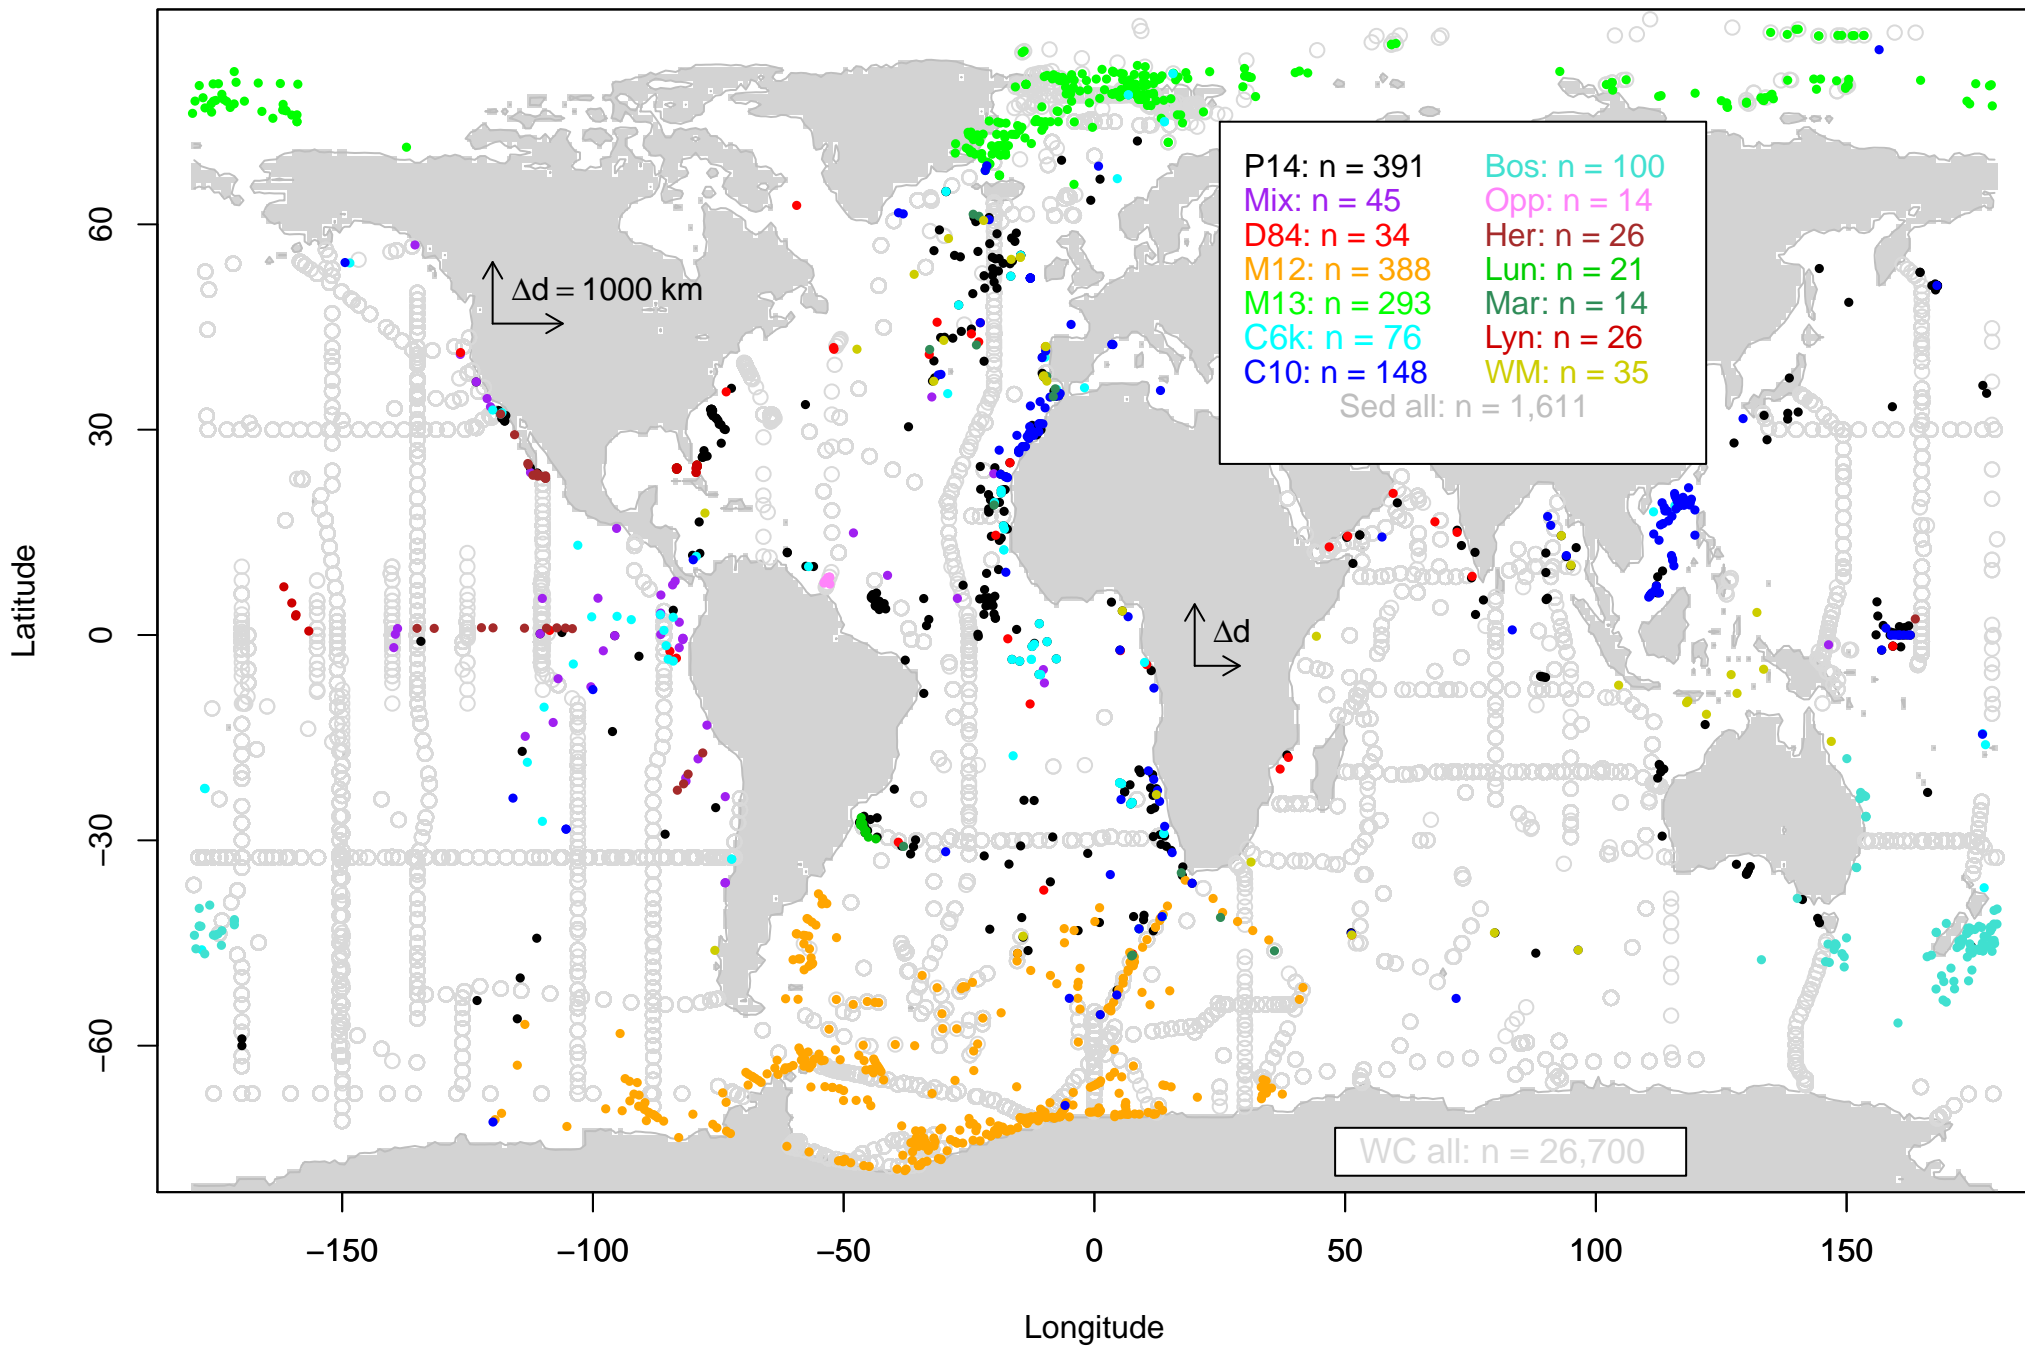 60
30
0
−30
−60
Latitude
Δd = 1000 km
Δd
P14: n = 391
Mix: n = 45
D84: n = 34
M12: n = 388
M13: n = 293
C6k: n = 76
C10: n = 148
Bos: n = 100
Opp: n = 14
Her: n = 26
Lun: n = 21
Mar: n = 14
Lyn: n = 26
WM: n = 35
Sed all: n = 1,611
WC all: n = 26,700
−150
−100
−50
0
50
100
150
Longitude